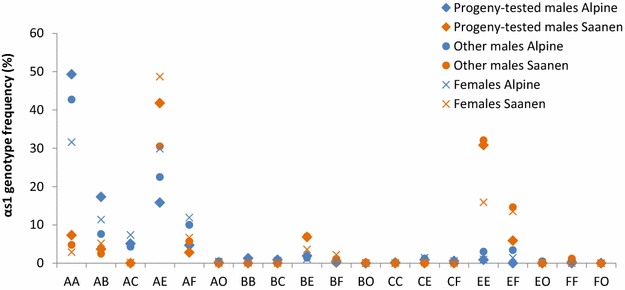 Progeny-tested males Alpine
Progeny-tested males Saanen
Other males Alpine
Other males Saanen
Females Alpine
Females Saanen
αs1 genotype frequency (%)
60
50
40
30
20
10
0
AA AB AC AE AF AO BB BC BE BF BO CC CE CF EE EF EO FF FO